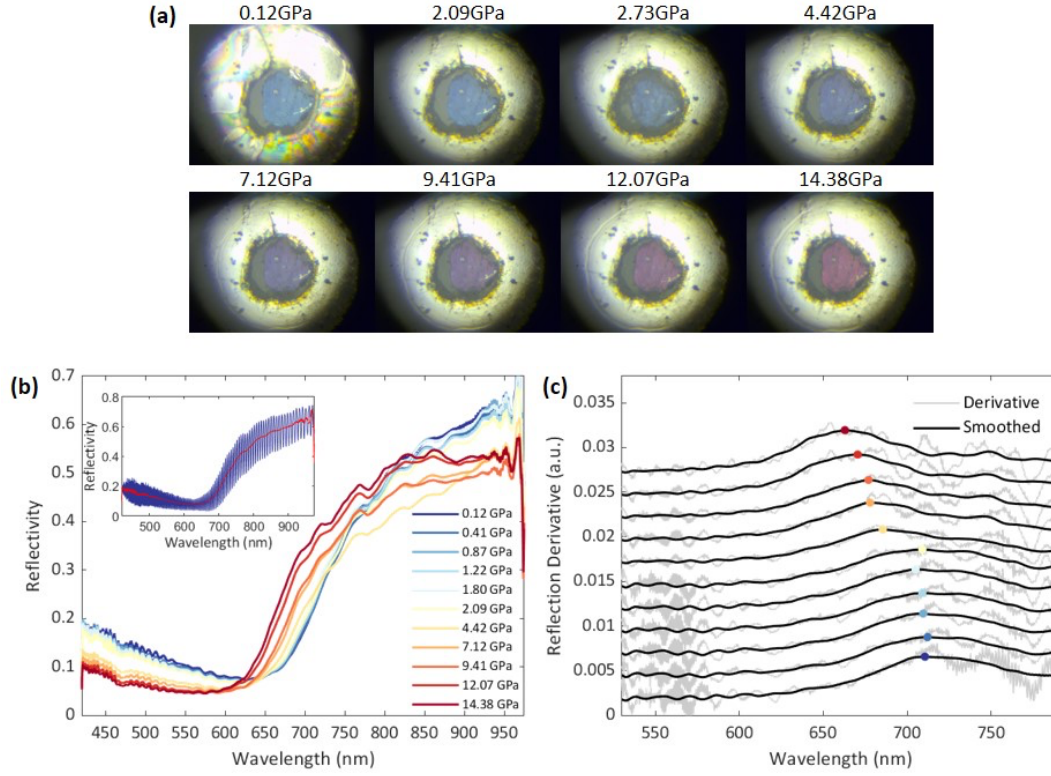 (a)
0.12GPa 2.09GPa 2.73GPa 4.42GPa
7.12GPa 9.41GPa 12.07GPa 14.38GPa
(b)
0.7
0.6
0.5
0.4
0.3
0.2
0.1
0
Reflectivity
450 500 550 600 650 700 750 800 850 900 950
Wavelength (nm)
0.8
0.6
0.4
0.2
0
Reflectivity
500 600 700 800 900
Wavelength (nm)
0.12 GPa
0.41 GPa
0.87 GPa
1.22 GPa
1.80 GPa
2.09 GPa
4.42 GPa
7.12 GPa
9.41 GPa
12.07 GPa
14.38 GPa
(c)
0.035
0.03
0.025
0.02
0.015
0.01
0.005
0
Reflection Derivative (a.u.)
550 600 650 700 750
Wavelength (nm)
Derivative
Smoothed